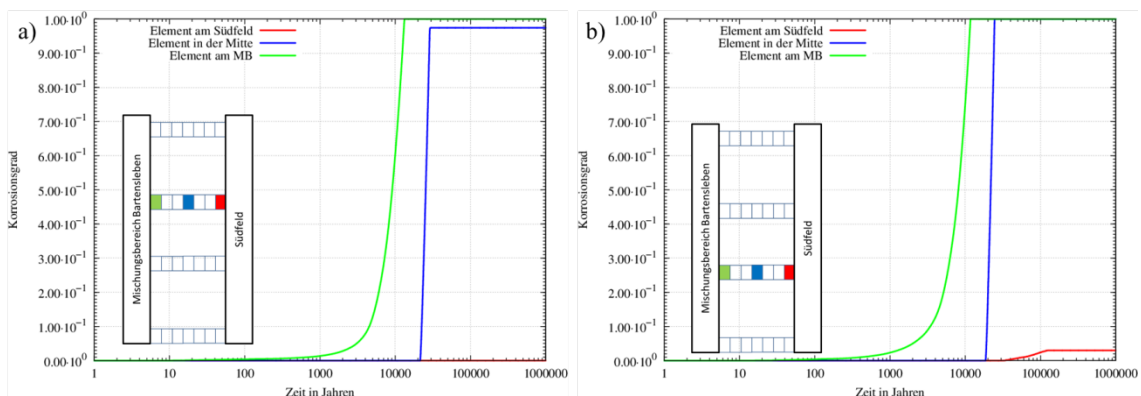 a)
Element am Südfeld
Element in der Mitte
Element am MB
1.00·10⁰
9.00·10⁻¹
8.00·10⁻¹
7.00·10⁻¹
6.00·10⁻¹
5.00·10⁻¹
4.00·10⁻¹
3.00·10⁻¹
2.00·10⁻¹
1.00·10⁻¹
0.00·10⁰
Korrosionsgrad
Mischungsbereich Bartensleben
Südfeld
1 10 100 1000 10000 100000 1000000
Zeit in Jahren
b)
Element am Südfeld
Element in der Mitte
Element am MB
1.00·10⁰
9.00·10⁻¹
8.00·10⁻¹
7.00·10⁻¹
6.00·10⁻¹
5.00·10⁻¹
4.00·10⁻¹
3.00·10⁻¹
2.00·10⁻¹
1.00·10⁻¹
0.00·10⁰
Korrosionsgrad
Mischungsbereich Bartensleben
Südfeld
1 10 100 1000 10000 100000 1000000
Zeit in Jahren